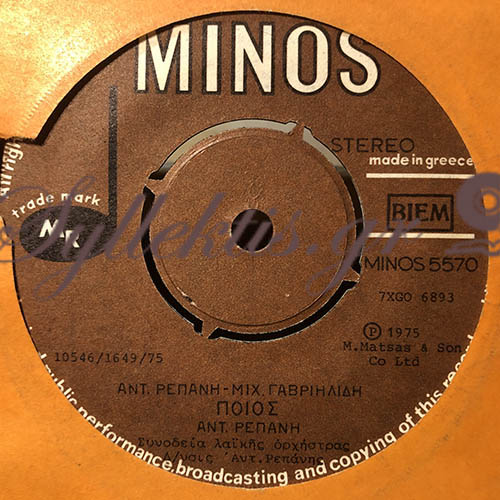 MINOS
STEREO
made in greece
trade mark
BIEM
MINOS 5570
7XGO 6893
Ⓟ 1975
M.Matsas & Son
Co Ltd
10546/1649/75
ΑΝΤ. ΡΕΠΑΝΗ - ΜΙΧ. ΓΑΒΡΙΗΛΙΔΗ
ΠΟΙΟΣ
ΑΝΤ. ΡΕΠΑΝΗ
Συνοδεία λαϊκῆς ὀρχήστρας
Δ/νσις Ἀντ.Ρεπάνης
public performance, broadcasting and copying of this record
Syllektis.gr